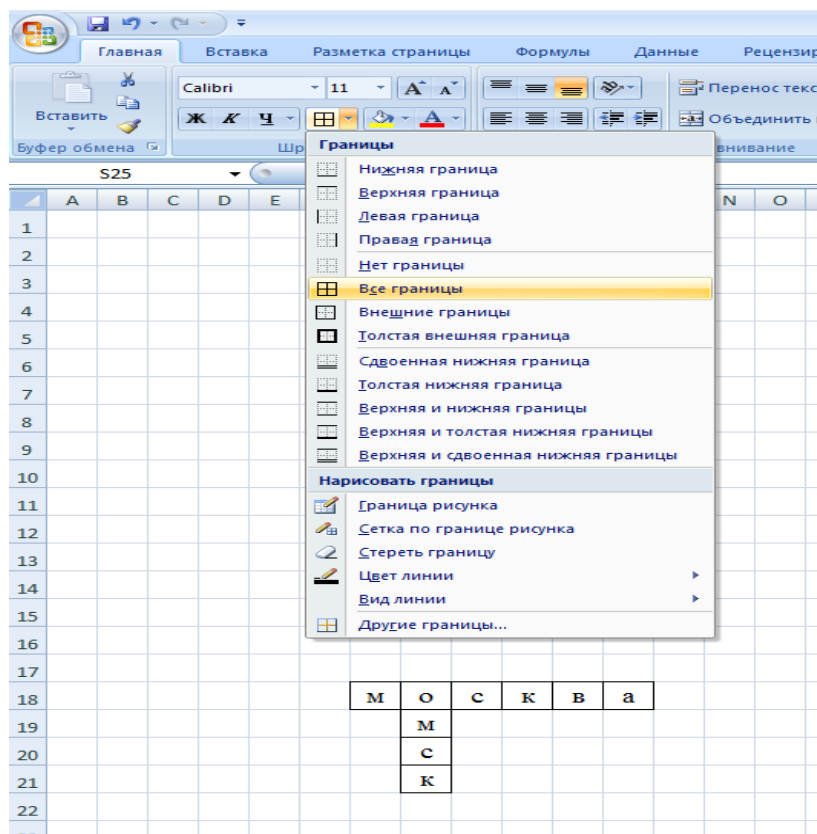 Главная Вставка Разметка страницы Формулы Данные Рецензир
Calibri 11 Перенос текс
Вставить Ж К Ч Объединить
Буфер обмена Шр внивание
S25
A B C D E N O
Границы
Нижняя граница
Верхняя граница
Левая граница
Правая граница
Нет границы
Все границы
Внешние границы
Толстая внешняя граница
Сдвоенная нижняя граница
Толстая нижняя граница
Верхняя и нижняя границы
Верхняя и толстая нижняя границы
Верхняя и сдвоенная нижняя границы
Нарисовать границы
Граница рисунка
Сетка по границе рисунка
Стереть границу
Цвет линии
Вид линии
Другие границы...
1
2
3
4
5
6
7
8
9
10
11
12
13
14
15
16
17
18 м о с к в а
19 м
20 с
21 к
22